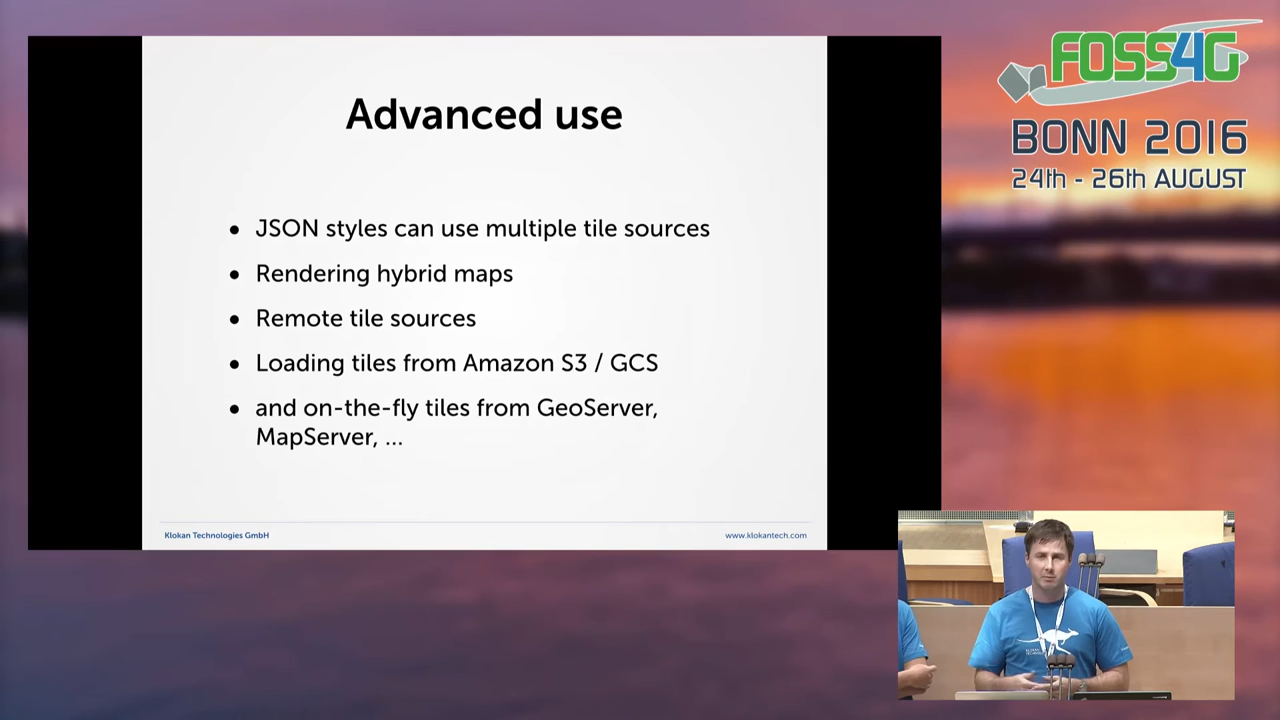 Advanced use
• JSON styles can use multiple tile sources
• Rendering hybrid maps
• Remote tile sources
• Loading tiles from Amazon S3 / GCS
• and on-the-fly tiles from GeoServer,
MapServer, ...
Klokan Technologies GmbH
www.klokantech.com
FOSS4G
BONN 2016
24th - 26th AUGUST